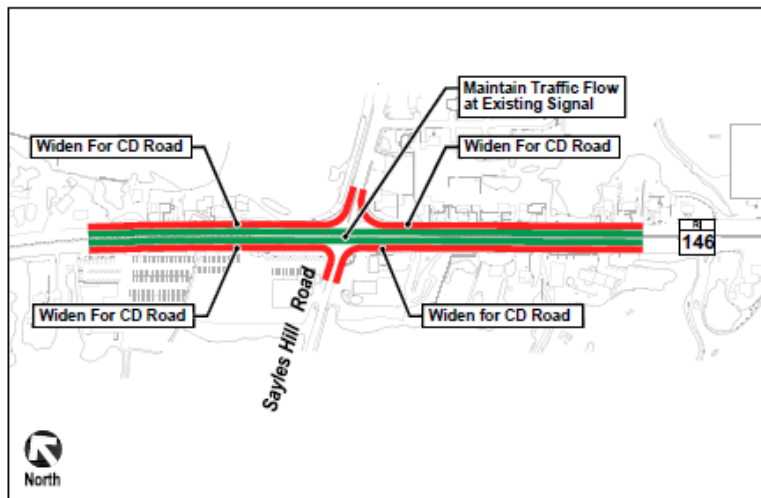 Maintain Traffic Flow
at Existing Signal
Widen For CD Road
Widen For CD Road
RI
146
Widen For CD Road
Widen for CD Road
Sayles Hill Road
North